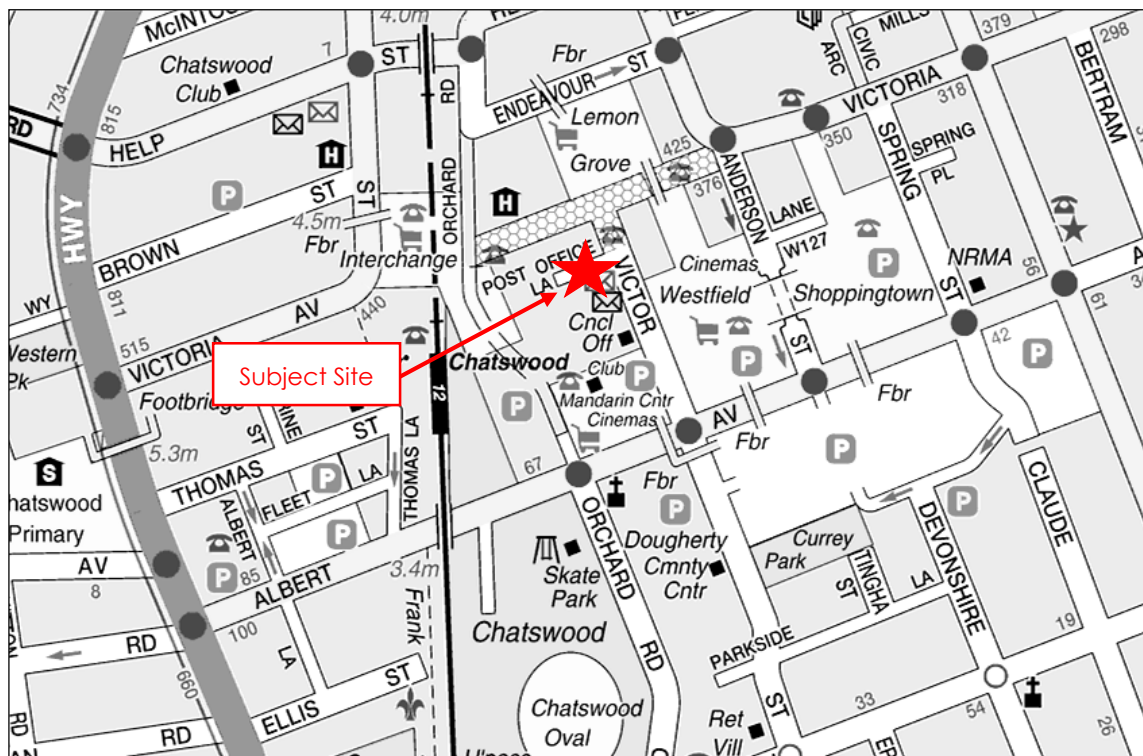 McINTOSH
4.0m
379
MILLS
CIVIC
ARC
298
BERTRAM
734
815
RD
7
ST
Chatswood
Club
HELP
RD
Fbr
ST
ENDEAVOUR
VICTORIA
318
350
SPRING
SPRING
PL
Lemon
Grove
425
376
ANDERSON
LANE
W127
H
H
P
ST
ST
ORCHARD
HWY
4.5m
Fbr
Interchange
BROWN
WY
811
POST OFFICE
LA
VICTOR
Cinemas
Westfield
Shoppingtown
P
NRMA
56
61
ST
AV
440
515
VICTORIA
Western
Pk
Cncl
Off
Chatswood
12
Subject Site
Club
Mandarin Cntr
Cinemas
P
P
P
ST
42
P
Fbr
AV
Fbr
Footbridge
ST
5.3m
S
Chatswood
Primary
THOMAS
ST
THOMAS LA
67
P
FLEET
LA
ALBERT
P
P
85
ALBERT
3.4m
AV
8
RD
100
LA
660
Frank
ELLIS
ST
RD
RD
Fbr
P
Dougherty
Cmnty
Cntr
ORCHARD
RD
Skate
Park
Chatswood
Chatswood
Oval
P
P
Currey
Park
TINGHA
ST
LA
DEVONSHIRE
CLAUDE
PARKSIDE
19
ST
33
54
26
Ret
Vill